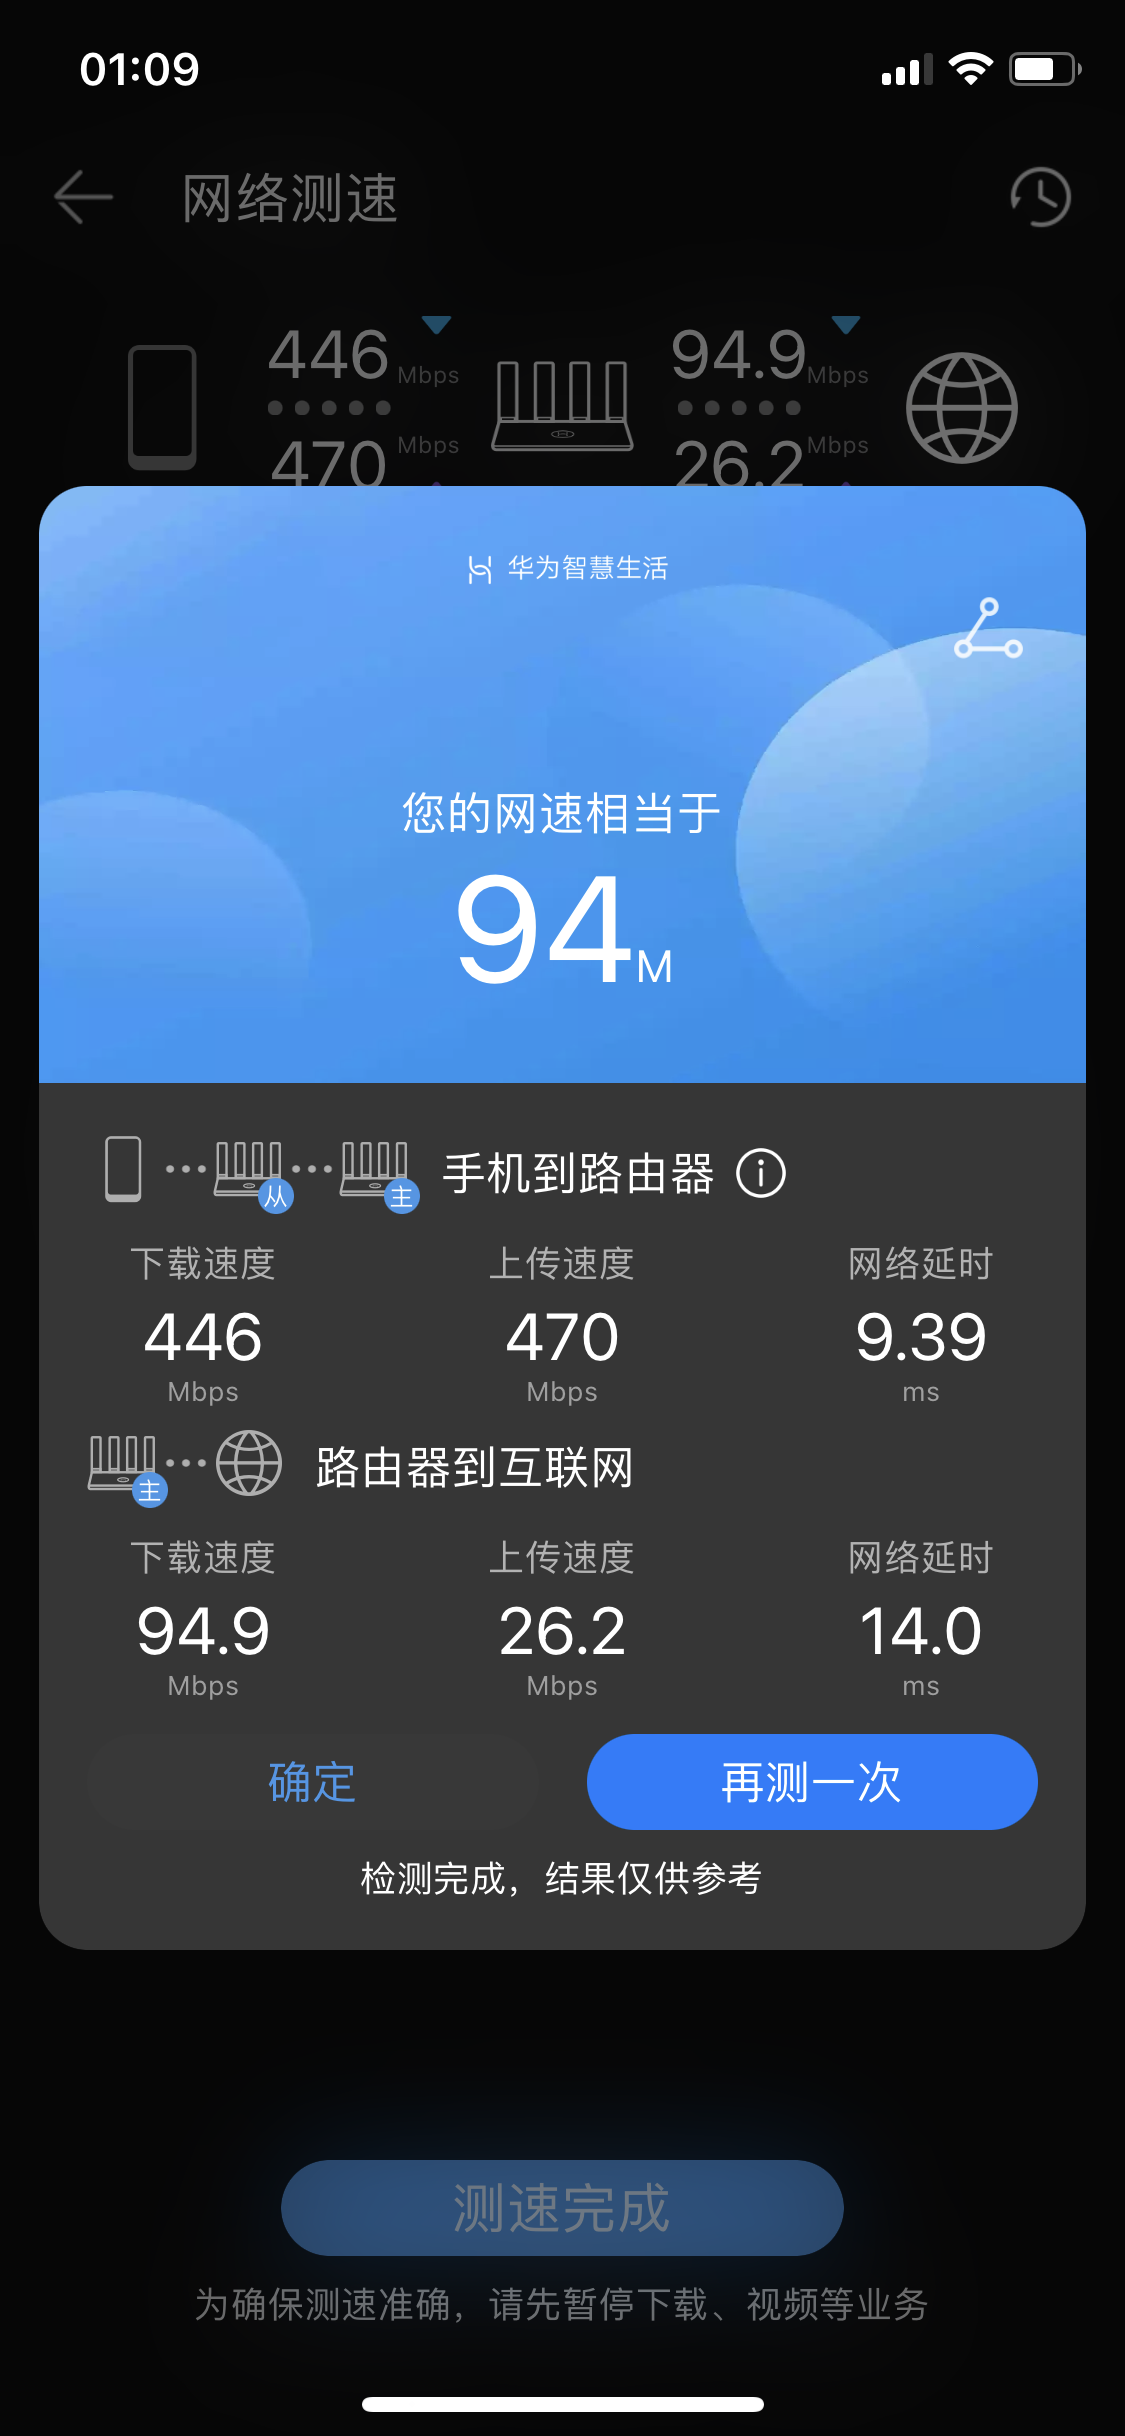 01:09
网络测速
446 Mbps
94.9 Mbps
470 Mbps
26.2 Mbps
华为智慧生活
您的网速相当于
94 M
从 主 手机到路由器
下载速度 上传速度 网络延时
446 470 9.39
Mbps Mbps ms
主 路由器到互联网
下载速度 上传速度 网络延时
94.9 26.2 14.0
Mbps Mbps ms
确定 再测一次
检测完成，结果仅供参考
测速完成
为确保测速准确，请先暂停下载、视频等业务